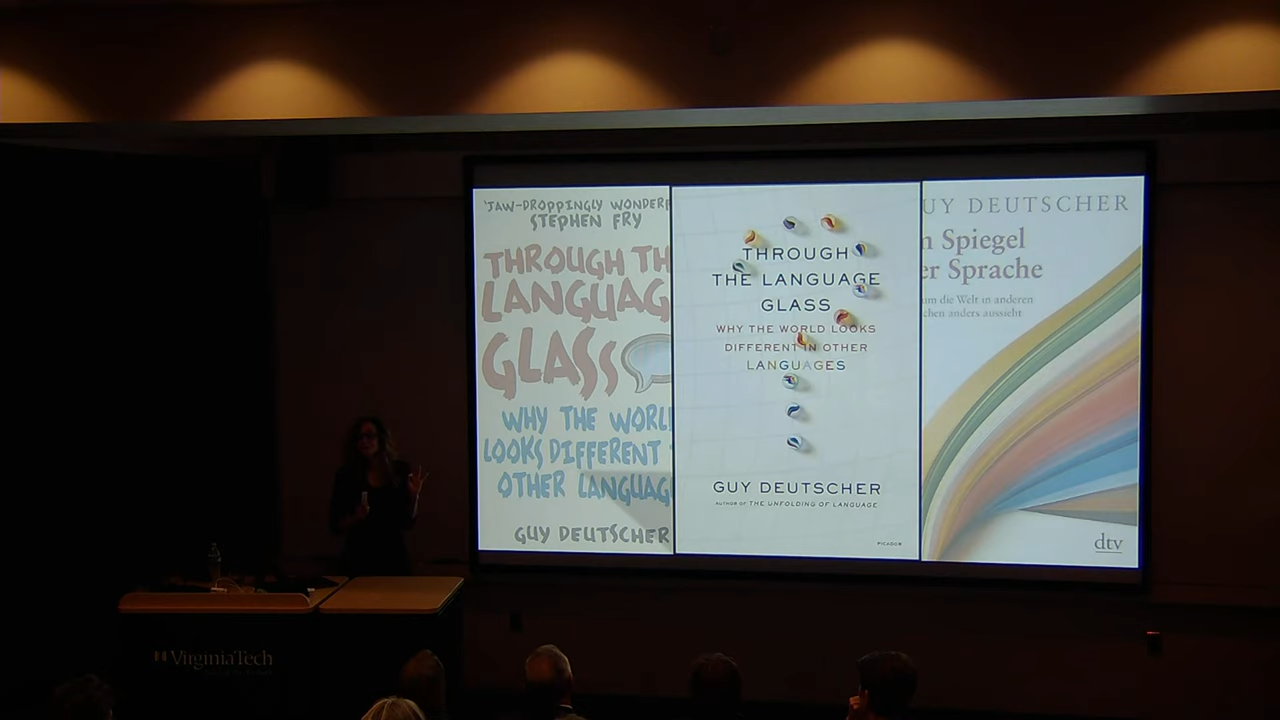 'JAW-DROPPINGLY WONDERF
STEPHEN FRY
THROUGH TH
LANGUAG
GLASS
WHY THE WORL
LOOKS DIFFERENT
OTHER LANGUAG
GUY DEUTSCHER
THROUGH
THE LANGUAGE
GLASS
WHY THE WORLD LOOKS
DIFFERENT IN OTHER
LANGUAGES
GUY DEUTSCHER
AUTHOR OF THE UNFOLDING OF LANGUAGE
PICADOR
UY DEUTSCHER
n Spiegel
er Sprache
um die Welt in anderen
chen anders aussieht
dtv
VirginiaTech